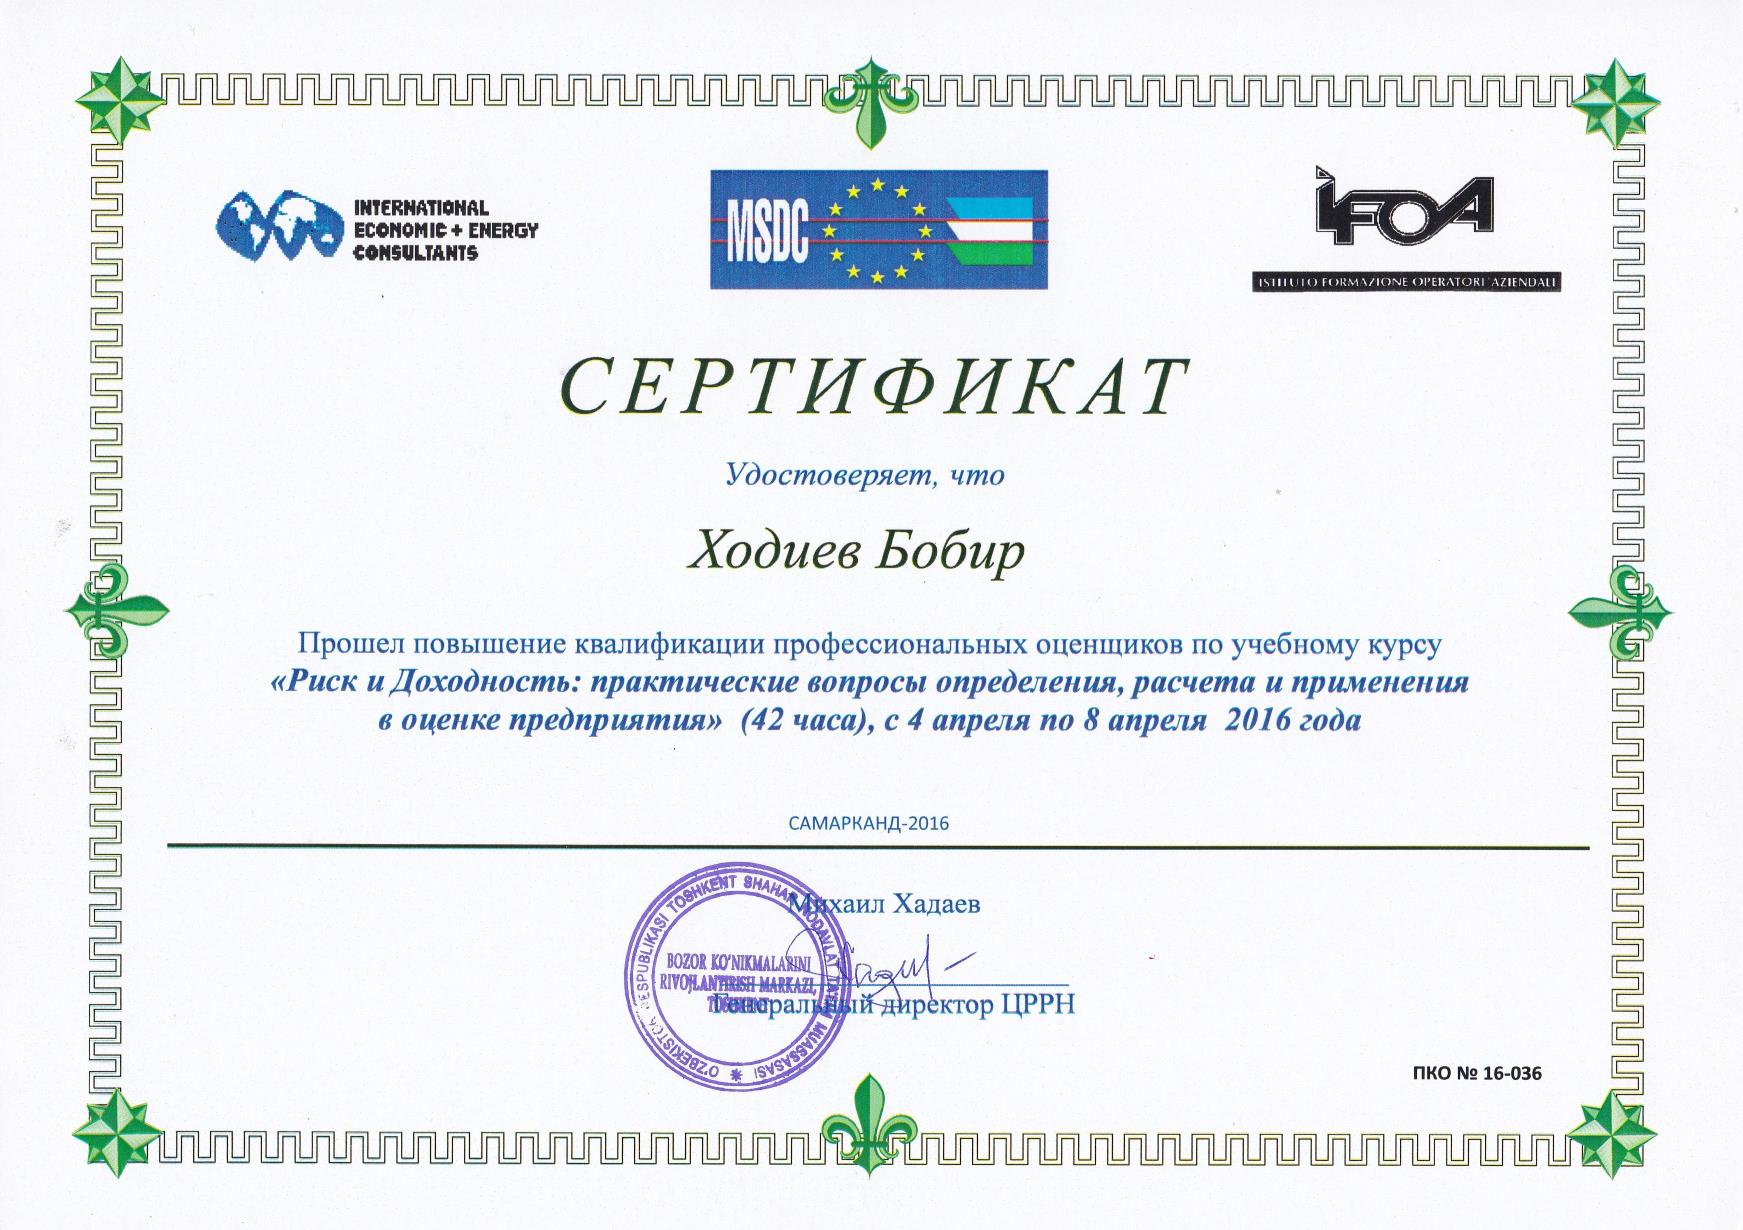 INTERNATIONAL
ECONOMIC + ENERGY
CONSULTANTS
MSDC
IFOA
ISTITUTO FORMAZIONE OPERATORI AZIENDALI
СЕРТИФИКАТ
Удостоверяет, что
Ходиев Бобир
Прошел повышение квалификации профессиональных оценщиков по учебному курсу
«Риск и Доходность: практические вопросы определения, расчета и применения
в оценке предприятия» (42 часа), с 4 апреля по 8 апреля 2016 года
САМАРКАНД-2016
Михаил Хадаев
Генеральный директор ЦРРН
O'ZBEKISTON RESPUBLIKASI TOSHKENT SHAHAR NODAVLAT TA'LIM MUASSASASI
BOZOR KO'NIKMALARINI
RIVOJLANTIRISH MARKAZI,
ПКО № 16-036